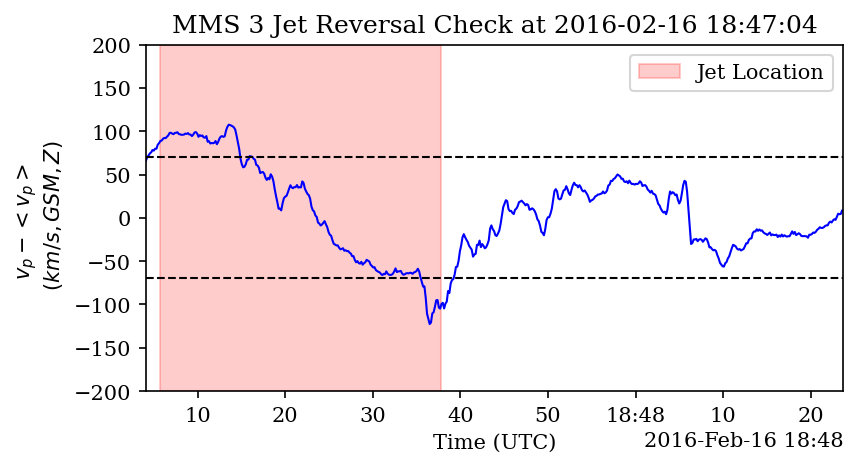 MMS 3 Jet Reversal Check at 2016-02-16 18:47:04
v_p − < v_p >
(km/s, GSM, Z)
200
150
100
50
0
−50
−100
−150
−200
Jet Location
10 20 30 40 50 18:48 10 20
Time (UTC)
2016-Feb-16 18:48